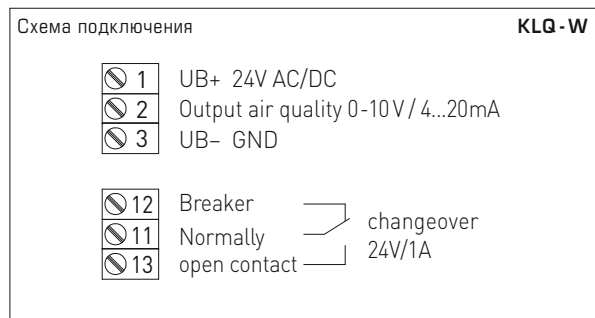 Схема подключения KLQ-W
1 UB+ 24V AC/DC
2 Output air quality 0-10V / 4...20mA
3 UB– GND
12 Breaker
11 Normally
13 open contact
changeover
24V/1A